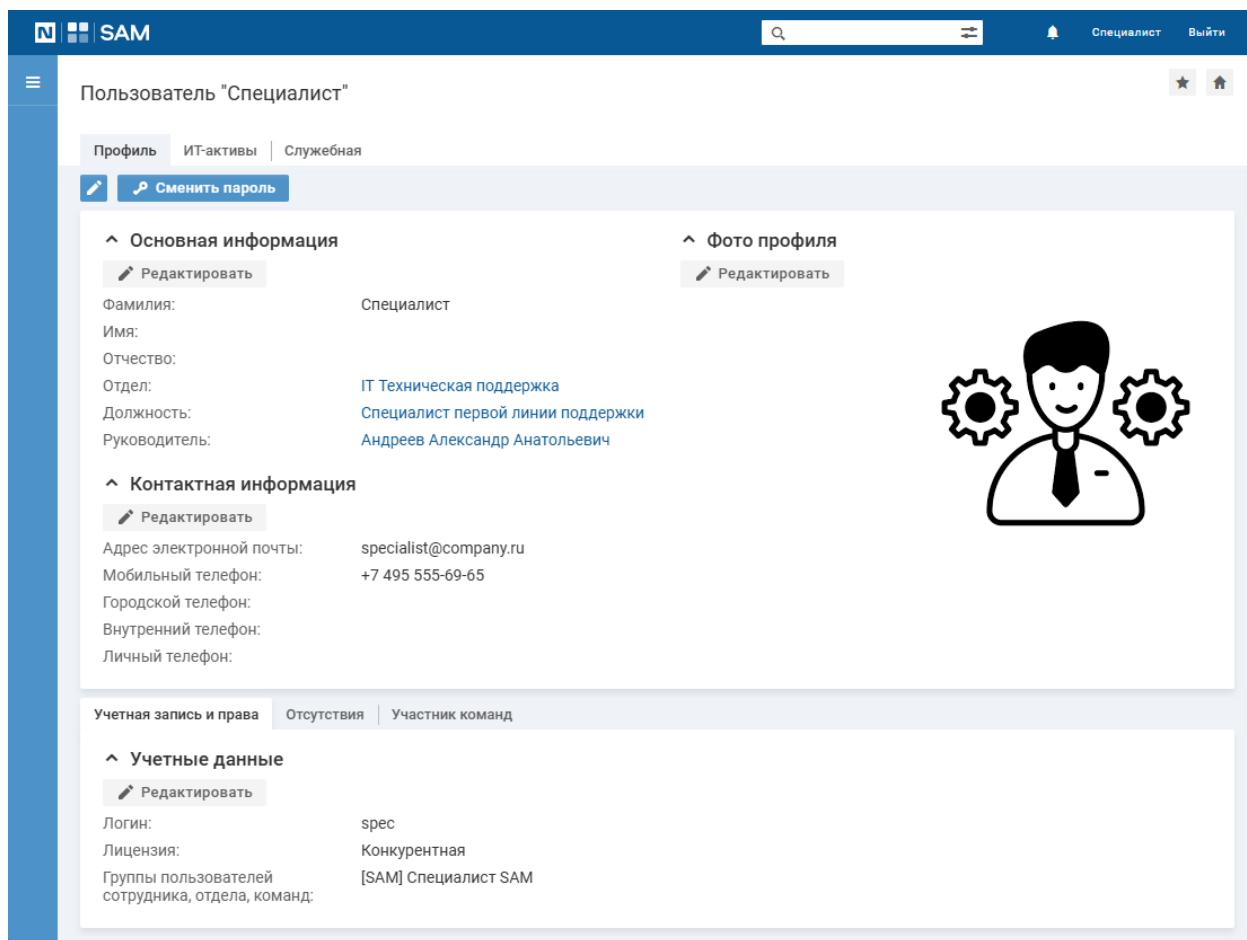 N SAM
Специалист Выйти
Пользователь "Специалист"
Профиль ИТ-активы Служебная
Сменить пароль
Основная информация
Редактировать
Фамилия: Специалист
Имя:
Отчество:
Отдел: IT Техническая поддержка
Должность: Специалист первой линии поддержки
Руководитель: Андреев Александр Анатольевич
Контактная информация
Редактировать
Адрес электронной почты: specialist@company.ru
Мобильный телефон: +7 495 555-69-65
Городской телефон:
Внутренний телефон:
Личный телефон:
Фото профиля
Редактировать
Учетная запись и права Отсутствия Участник команд
Учетные данные
Редактировать
Логин: spec
Лицензия: Конкурентная
Группы пользователей [SAM] Специалист SAM
сотрудника, отдела, команд: